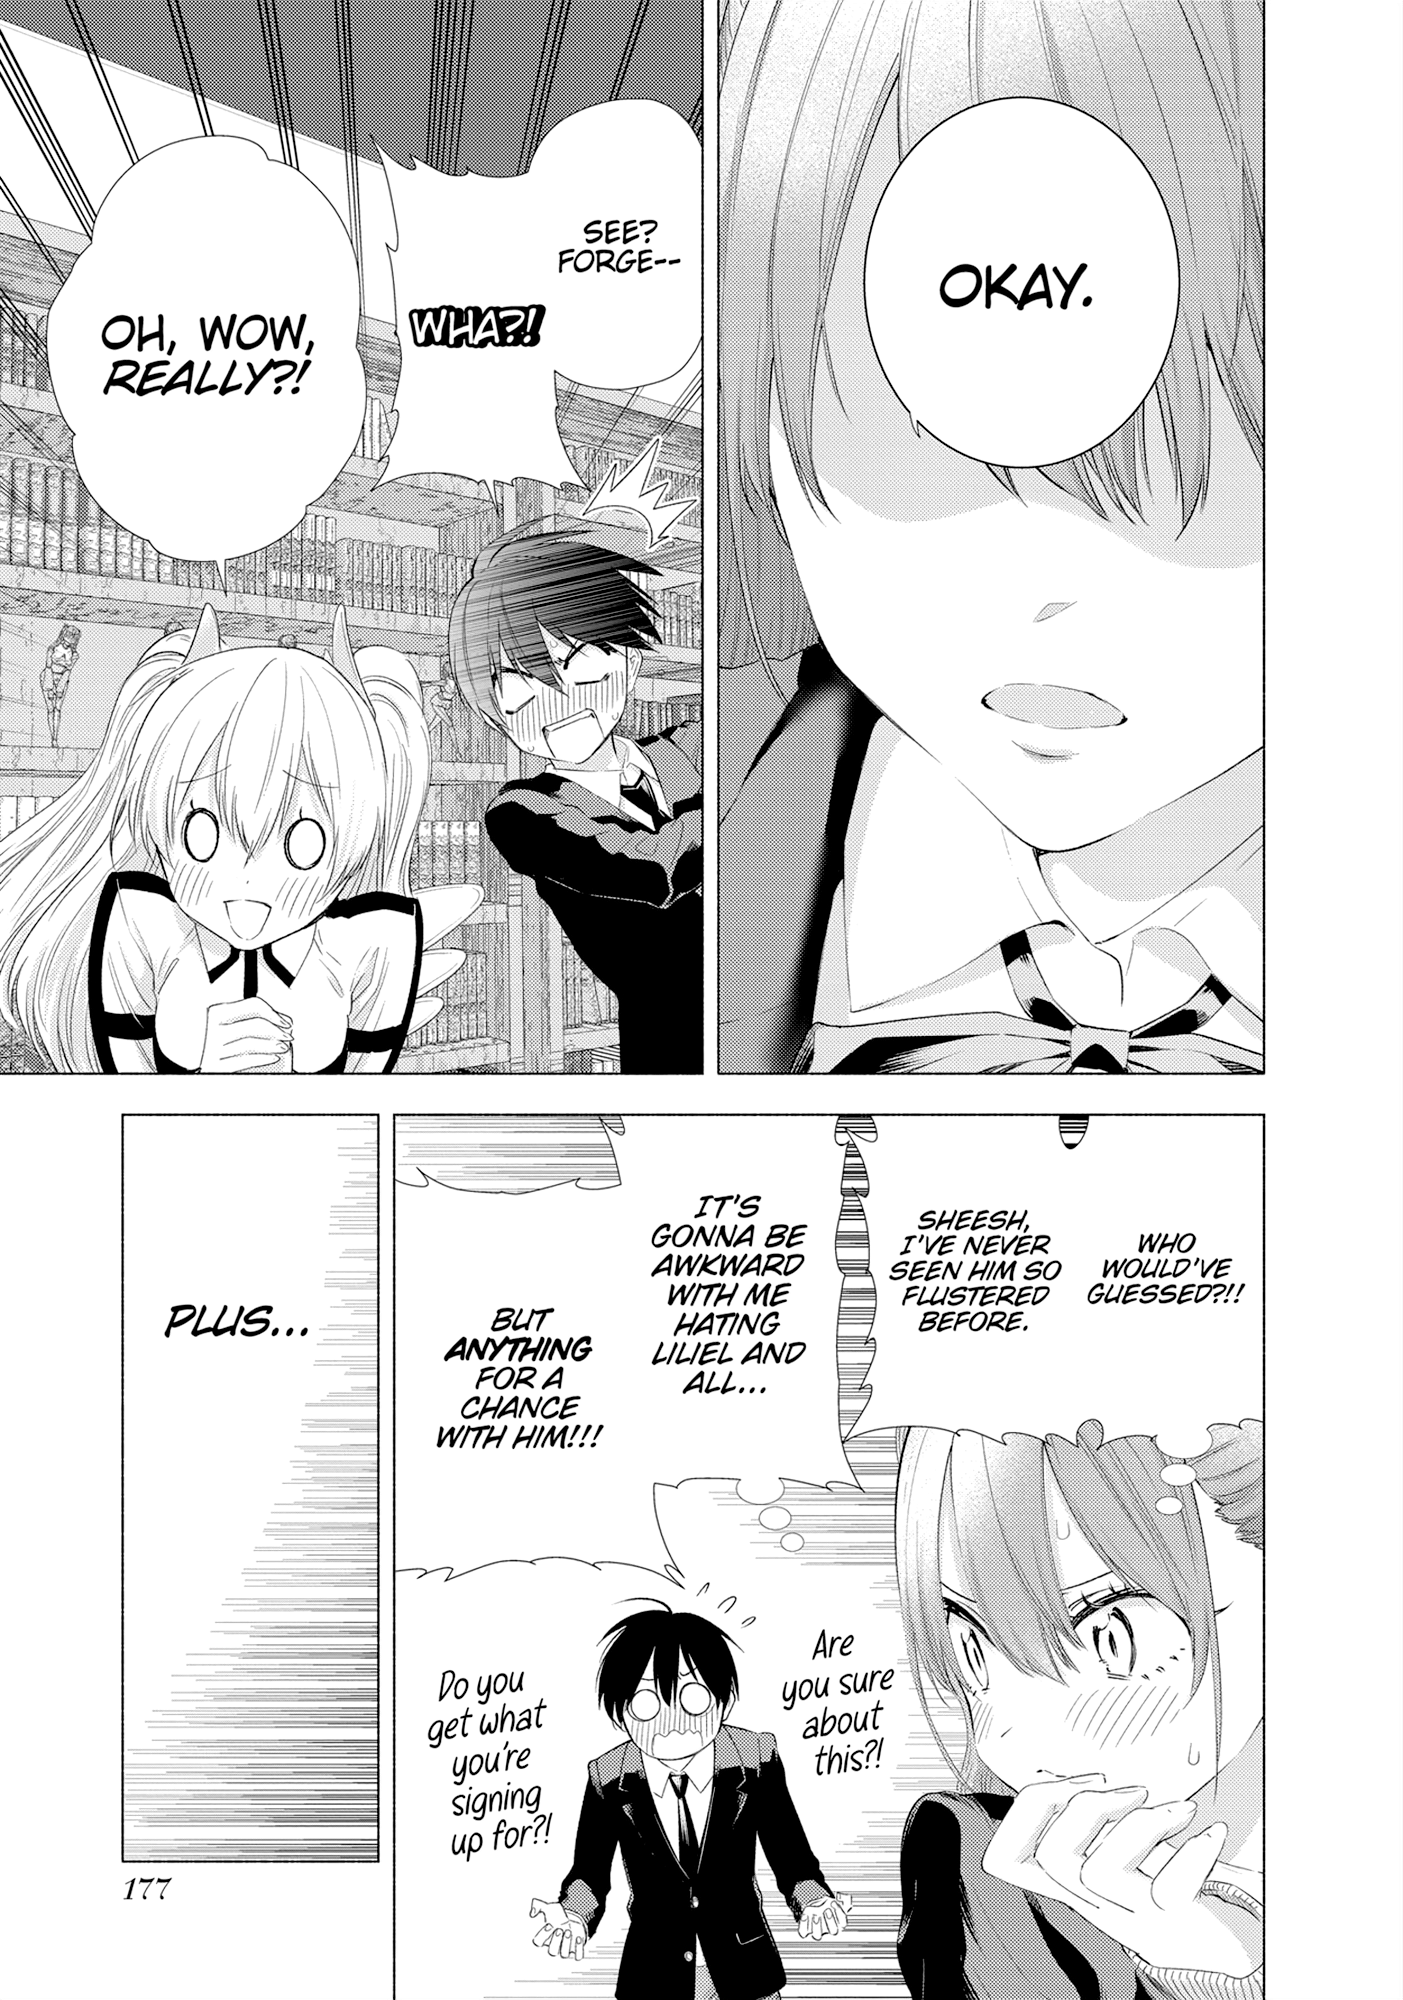 OKAY.
SEE?
FORGE--
WHA?!
OH, WOW,
REALLY?!
WHO
WOULD'VE
GUESSED?!!
SHEESH,
I'VE NEVER
SEEN HIM SO
FLUSTERED
BEFORE.
IT'S
GONNA BE
AWKWARD
WITH ME
HATING
LILIEL AND
ALL...
BUT
ANYTHING
FOR A
CHANCE
WITH HIM!!!
Are
you sure
about
this?!
Do you
get what
you're
signing
up for?!
PLUS...
177